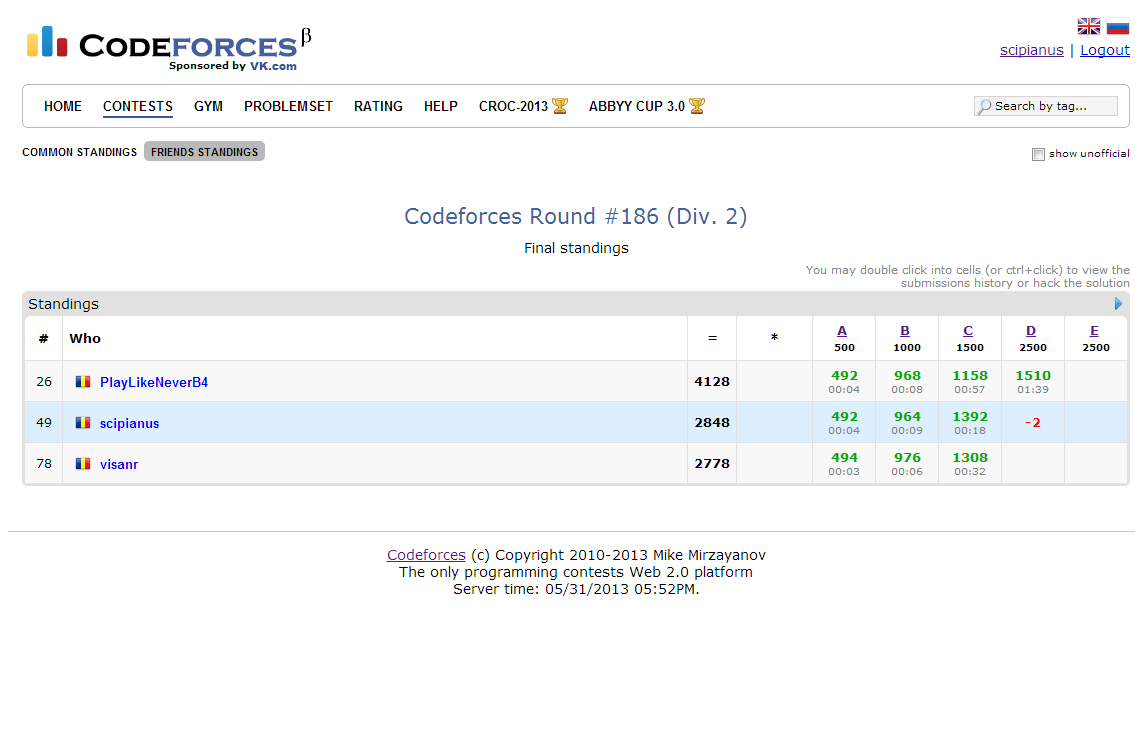 CODEFORCES β
Sponsored by VK.com
scipianus | Logout
HOME CONTESTS GYM PROBLEMSET RATING HELP CROC-2013 ABBYY CUP 3.0 Search by tag...
COMMON STANDINGS FRIENDS STANDINGS show unofficial
Codeforces Round #186 (Div. 2)
Final standings
You may double click into cells (or ctrl+click) to view the
submissions history or hack the solution
Standings
# Who = * A B C D E
500 1000 1500 2500 2500
26 PlayLikeNeverB4 4128 492 968 1158 1510
00:04 00:08 00:57 01:39
49 scipianus 2848 492 964 1392 -2
00:04 00:09 00:18
78 visanr 2778 494 976 1308
00:03 00:06 00:32
Codeforces (c) Copyright 2010-2013 Mike Mirzayanov
The only programming contests Web 2.0 platform
Server time: 05/31/2013 05:52PM.